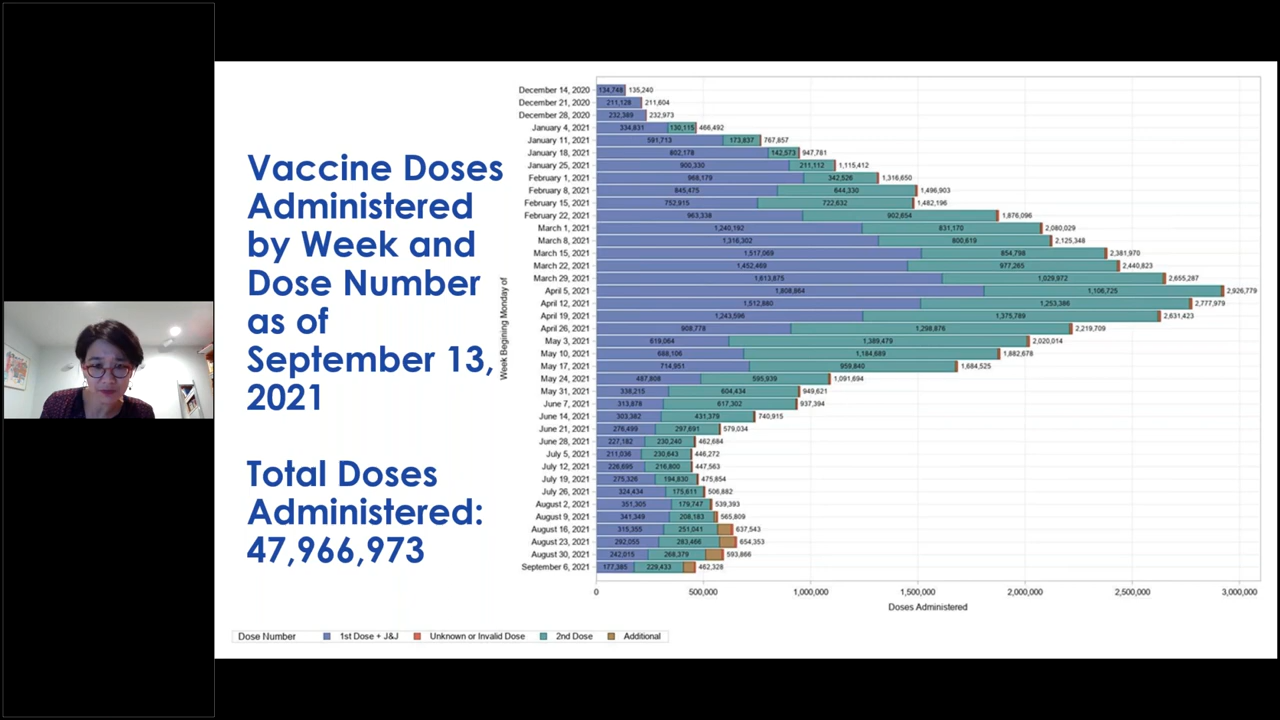 Vaccine Doses
Administered
by Week and
Dose Number
as of
September 13,
2021
Total Doses
Administered:
47,966,973
Week Begining Monday of
December 14, 2020 134,748 135,240
December 21, 2020 211,126 211,604
December 28, 2020 232,389 232,973
January 4, 2021 334,831 130,115 466,492
January 11, 2021 591,713 173,837 767,857
January 18, 2021 802,178 142,573 947,781
January 25, 2021 900,330 211,112 1,115,412
February 1, 2021 968,179 342,526 1,316,650
February 8, 2021 845,475 644,330 1,496,903
February 15, 2021 752,915 722,632 1,482,196
February 22, 2021 963,338 902,654 1,876,096
March 1, 2021 1,240,192 831,170 2,080,029
March 8, 2021 1,316,302 800,619 2,125,348
March 15, 2021 1,517,069 854,798 2,381,970
March 22, 2021 1,452,469 977,265 2,440,823
March 29, 2021 1,613,875 1,029,972 2,655,287
April 5, 2021 1,808,864 1,106,725 2,926,779
April 12, 2021 1,512,880 1,253,386 2,777,979
April 19, 2021 1,243,596 1,375,789 2,631,423
April 26, 2021 908,778 1,298,876 2,219,709
May 3, 2021 619,064 1,389,479 2,020,014
May 10, 2021 688,106 1,184,689 1,882,678
May 17, 2021 714,951 959,840 1,684,525
May 24, 2021 487,808 595,939 1,091,694
May 31, 2021 338,215 604,434 949,621
June 7, 2021 313,878 617,302 937,394
June 14, 2021 303,382 431,379 740,915
June 21, 2021 276,499 297,691 579,034
June 28, 2021 227,182 230,240 462,684
July 5, 2021 211,036 230,643 446,272
July 12, 2021 226,695 216,800 447,563
July 19, 2021 275,326 194,830 475,854
July 26, 2021 324,434 175,611 506,882
August 2, 2021 351,305 179,747 539,393
August 9, 2021 341,349 208,183 565,809
August 16, 2021 315,355 251,041 637,543
August 23, 2021 292,055 283,466 654,353
August 30, 2021 242,015 268,379 593,866
September 6, 2021 177,385 229,433 462,328
0 500,000 1,000,000 1,500,000 2,000,000 2,500,000 3,000,000
Doses Administered
Dose Number 1st Dose + J&J Unknown or Invalid Dose 2nd Dose Additional